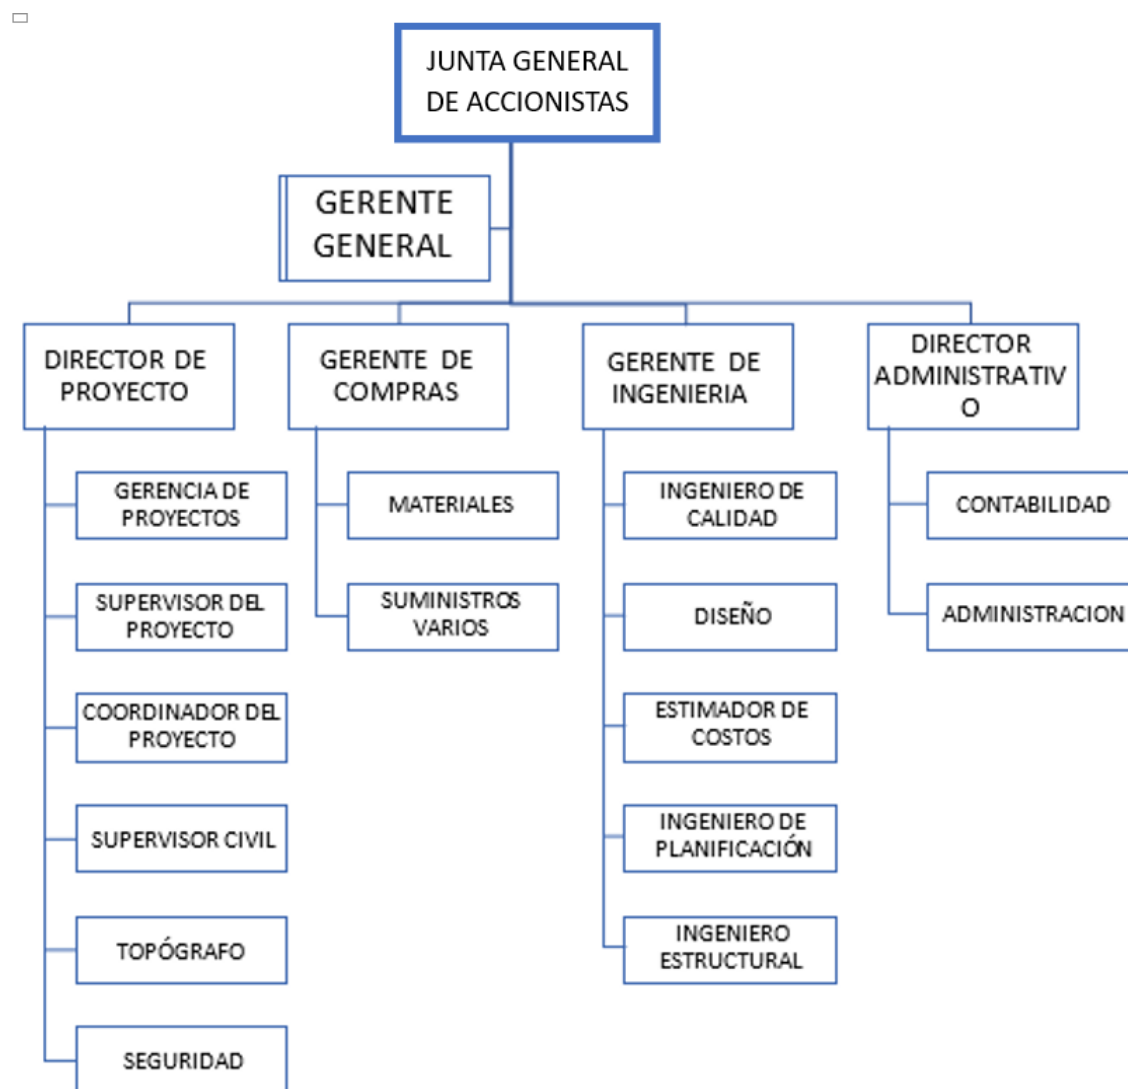 JUNTA GENERAL
DE ACCIONISTAS
GERENTE
GENERAL
DIRECTOR DE
PROYECTO
GERENTE DE
COMPRAS
GERENTE DE
INGENIERIA
DIRECTOR
ADMINISTRATIV
O
GERENCIA DE
PROYECTOS
SUPERVISOR DEL
PROYECTO
COORDINADOR DEL
PROYECTO
SUPERVISOR CIVIL
TOPÓGRAFO
SEGURIDAD
MATERIALES
SUMINISTROS
VARIOS
INGENIERO DE
CALIDAD
DISEÑO
ESTIMADOR DE
COSTOS
INGENIERO DE
PLANIFICACIÓN
INGENIERO
ESTRUCTURAL
CONTABILIDAD
ADMINISTRACION